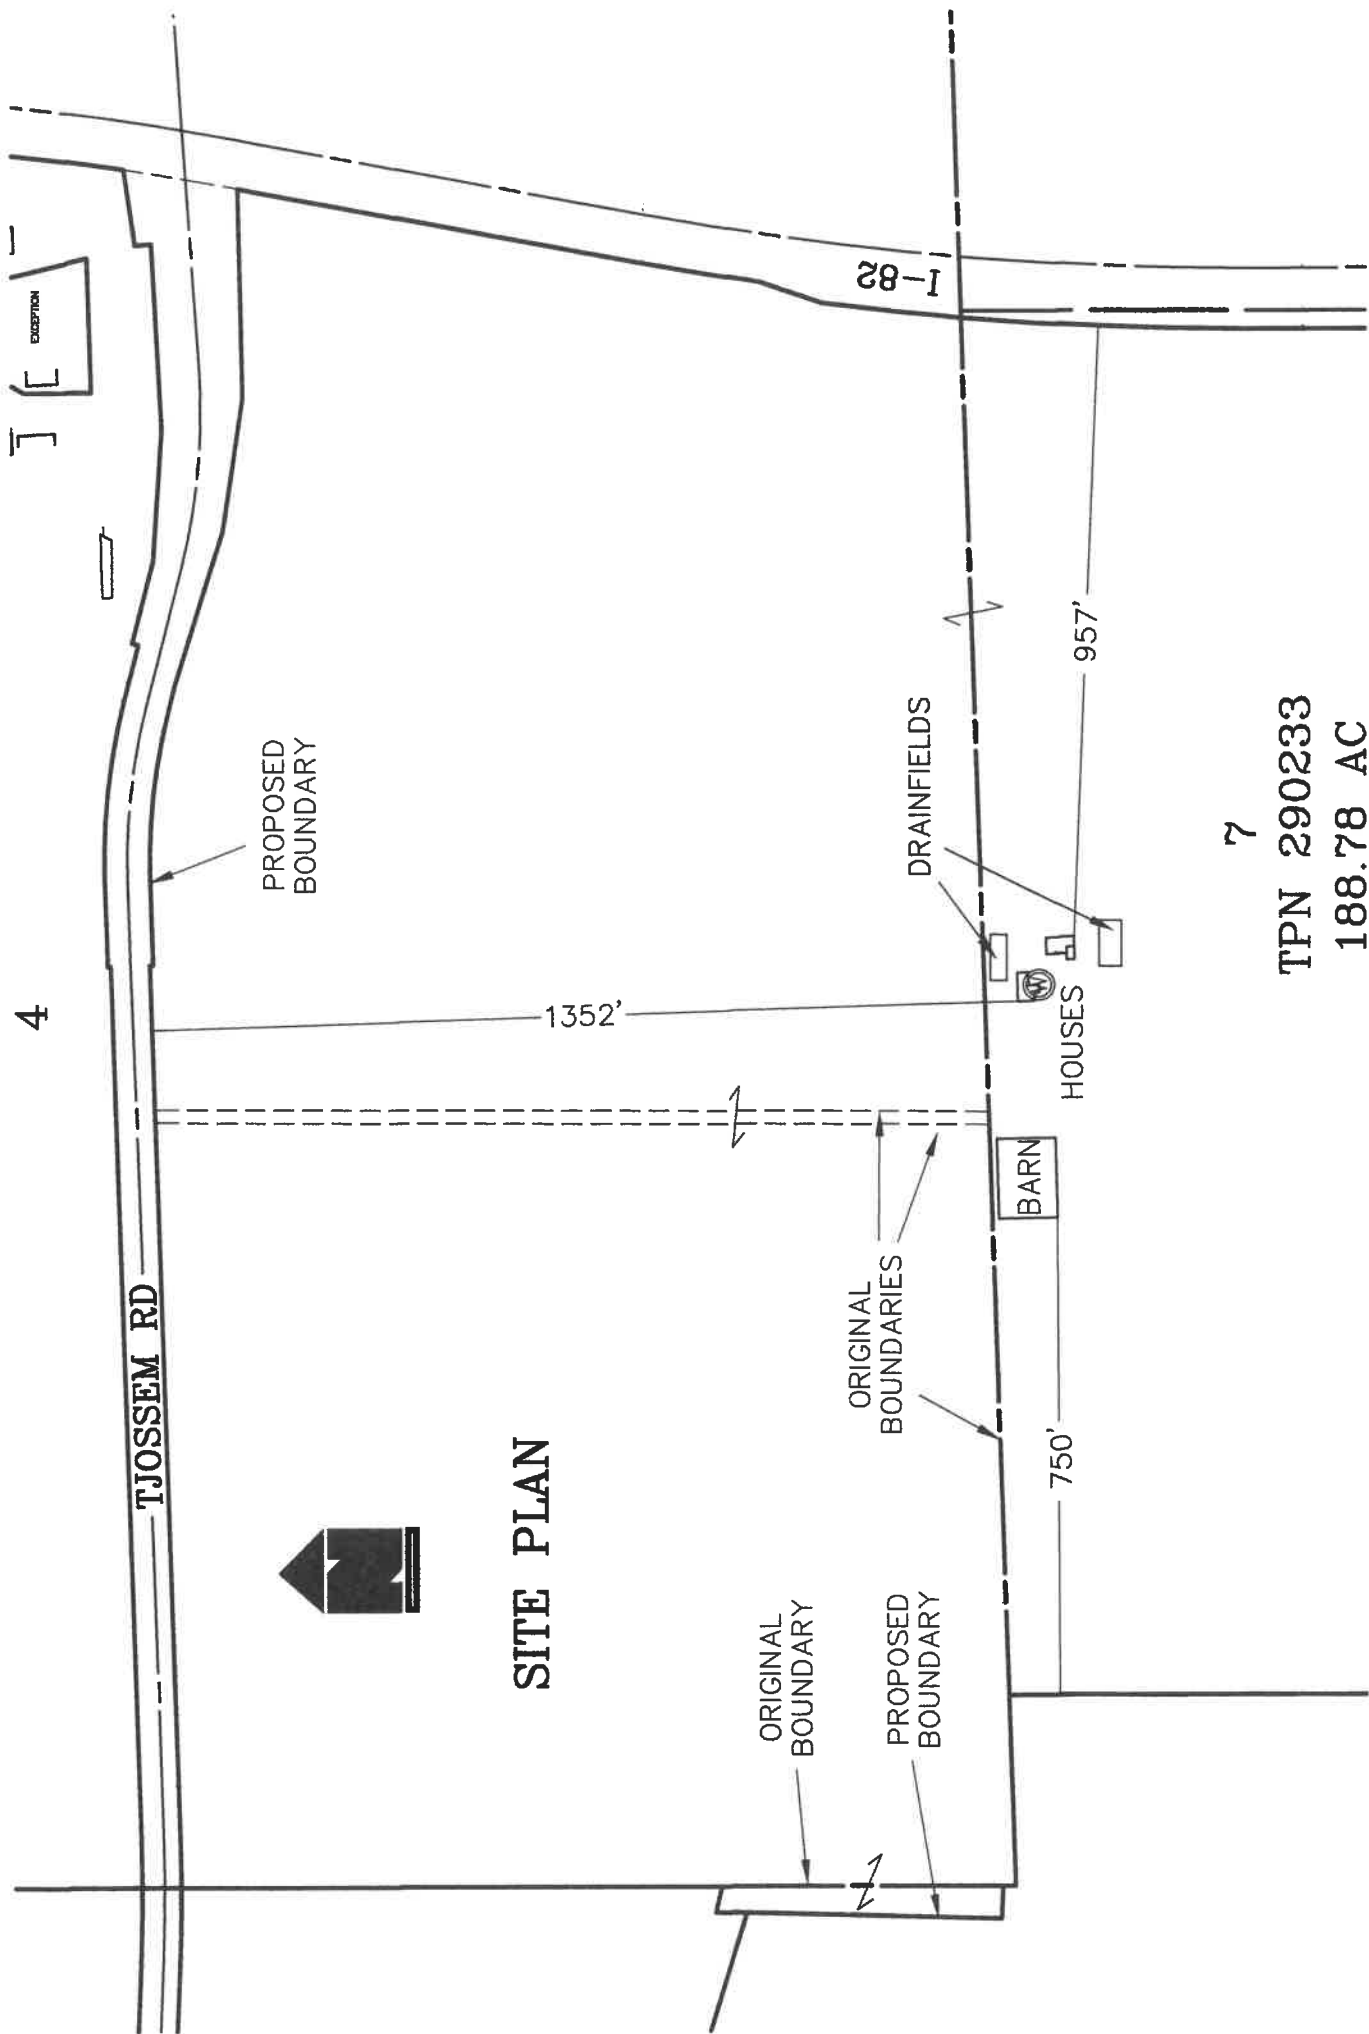 4
EXCEPTION
TJOSSEM RD
PROPOSED
BOUNDARY
I-82
N
SITE PLAN
1352'
DRAINFIELDS
957'
ORIGINAL
BOUNDARIES
W
HOUSES
BARN
750'
ORIGINAL
BOUNDARY
PROPOSED
BOUNDARY
7
TPN 290233
188.78 AC